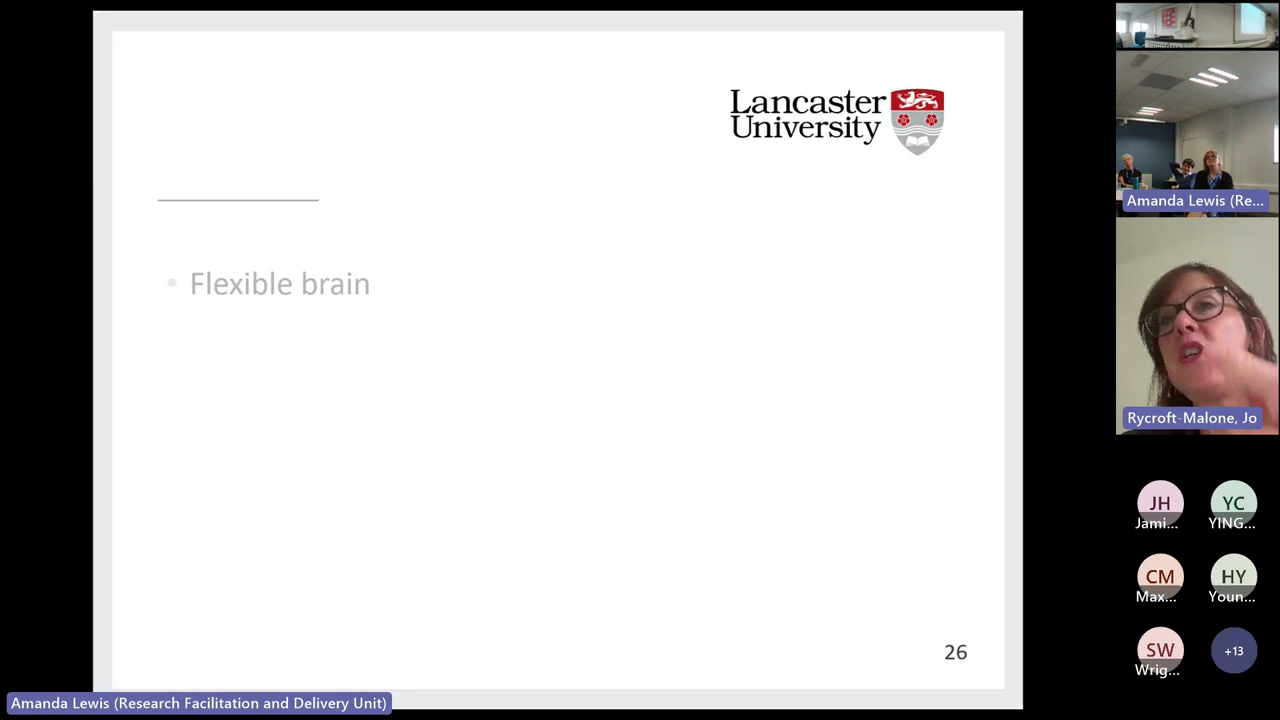 Lancaster
University
• Flexible brain
26
Amanda Lewis (Research Facilitation and Delivery Unit)
Amanda Lewis (Re...
Rycroft-Malone, Jo
JH
Jami...
YC
YING...
CM
Max...
HY
Youn...
SW
Wrig...
+13